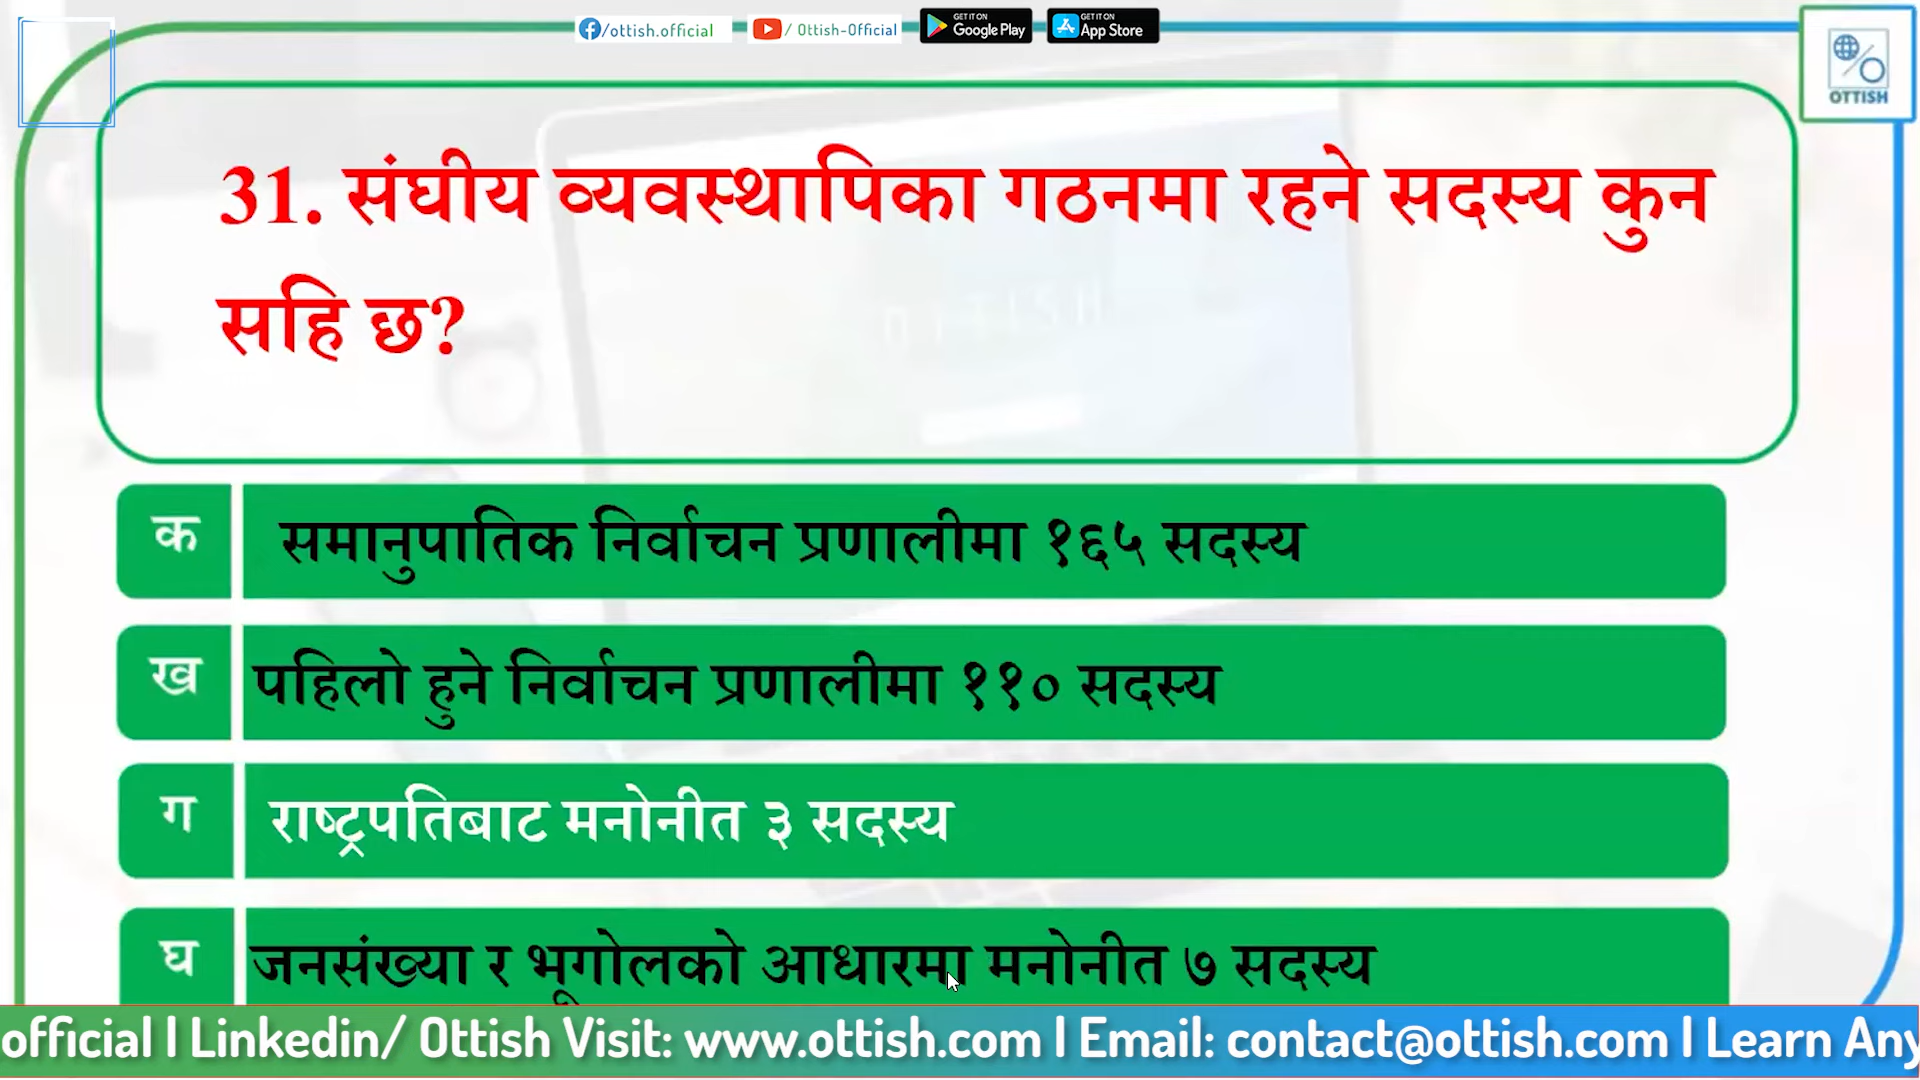 /ottish.official
/ Ottish-Official
GET IT ON
Google Play
GET IT ON
App Store
OTTISH
31. संघीय व्यवस्थापिका गठनमा रहने सदस्य कुन
सहि छ?
क
समानुपातिक निर्वाचन प्रणालीमा १६५ सदस्य
ख
पहिलो हुने निर्वाचन प्रणालीमा ११० सदस्य
ग
राष्ट्रपतिबाट मनोनीत ३ सदस्य
घ
जनसंख्या र भूगोलको आधारमा मनोनीत ७ सदस्य
official l Linkedin/ Ottish Visit: www.ottish.com l Email: contact@ottish.com l Learn Any